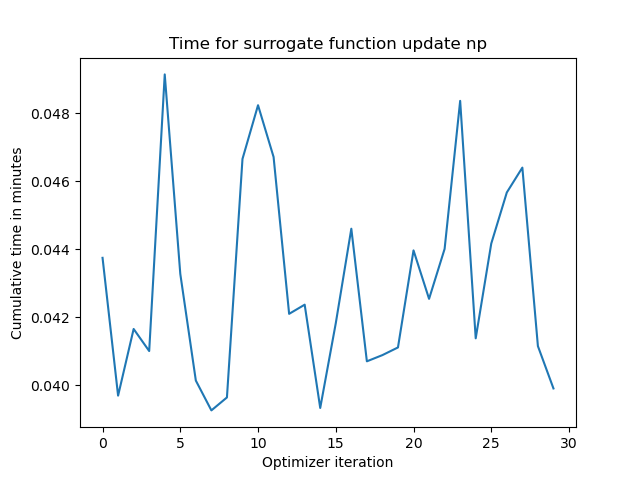 Time for surrogate function update np
Cumulative time in minutes
0.048
0.046
0.044
0.042
0.040
0 5 10 15 20 25 30
Optimizer iteration